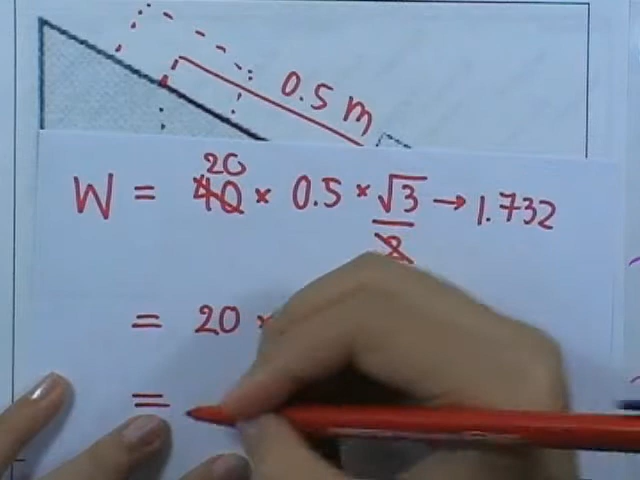 0.5 m
20
W = 40 × 0.5 × √3/2 → 1.732
= 20 ×
=